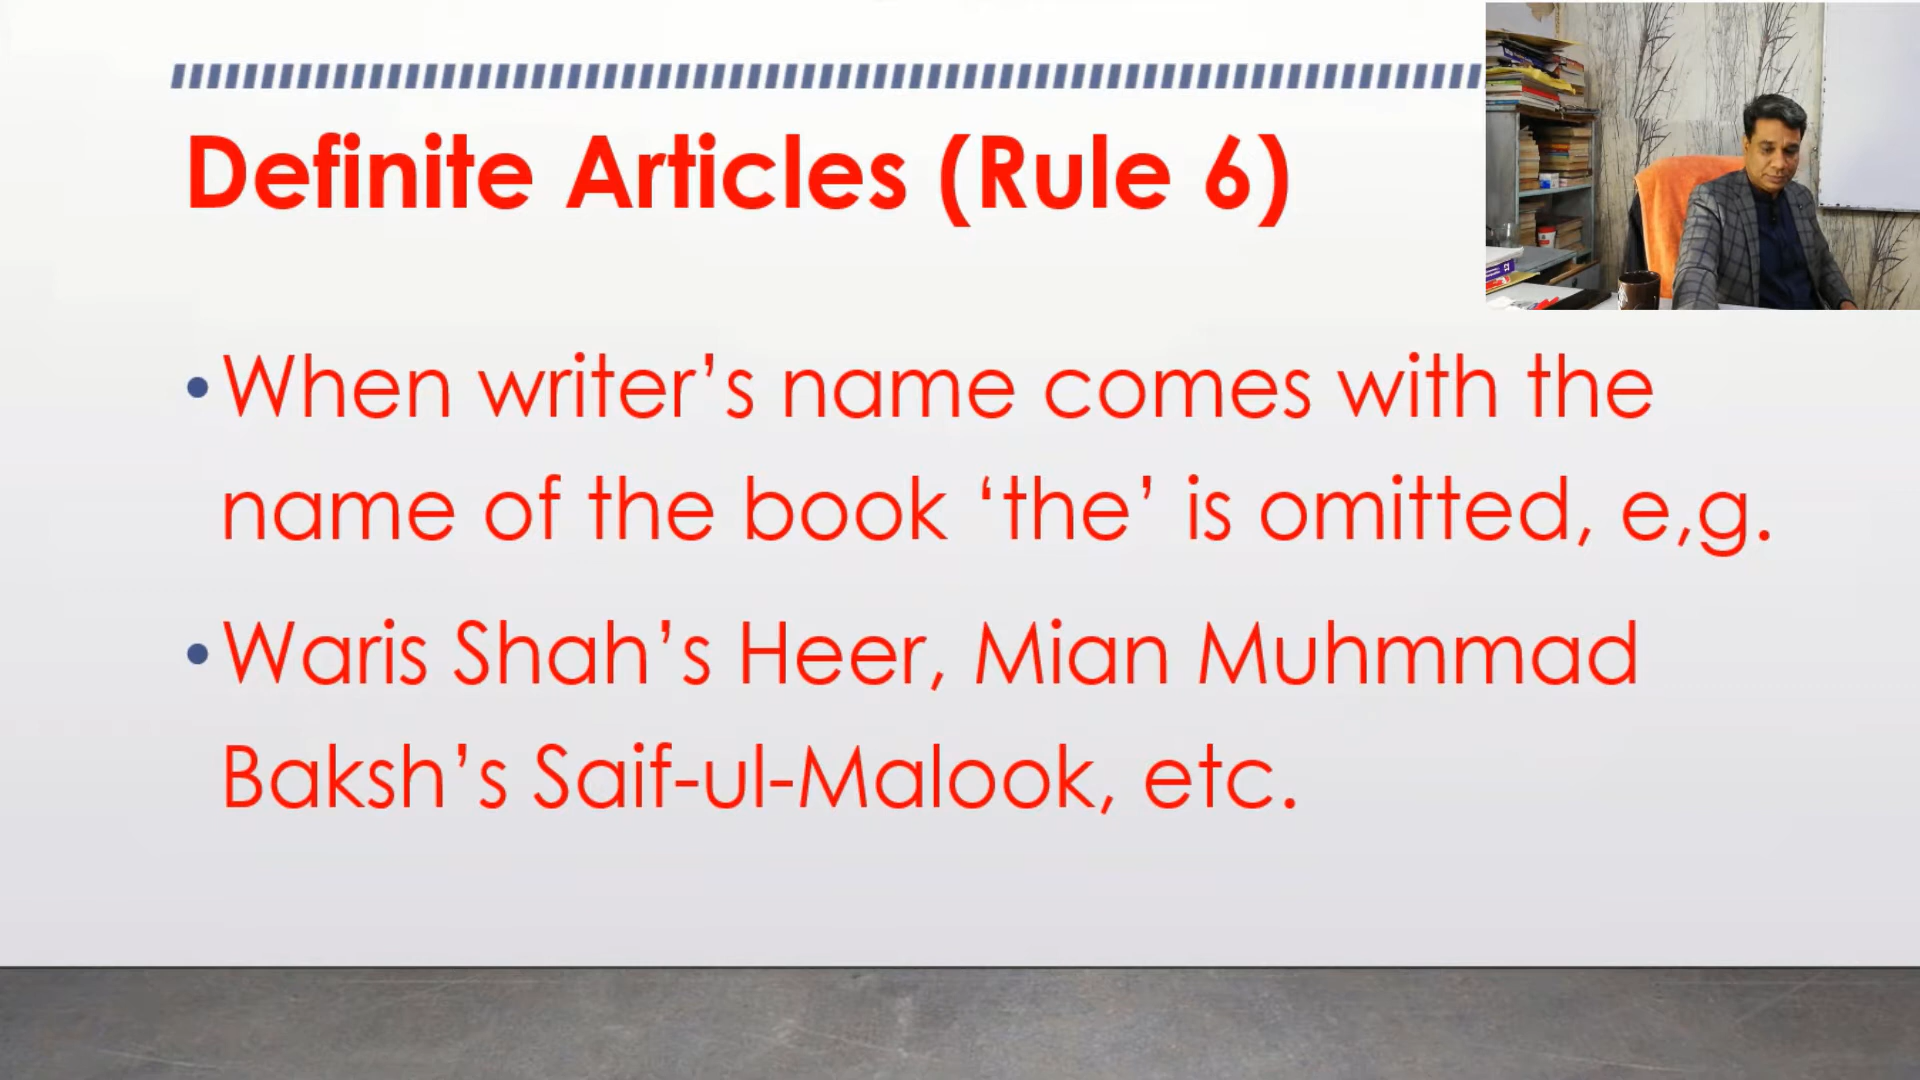 Definite Articles (Rule 6)
• When writer’s name comes with the
name of the book ‘the’ is omitted, e,g.
• Waris Shah’s Heer, Mian Muhmmad
Baksh’s Saif-ul-Malook, etc.